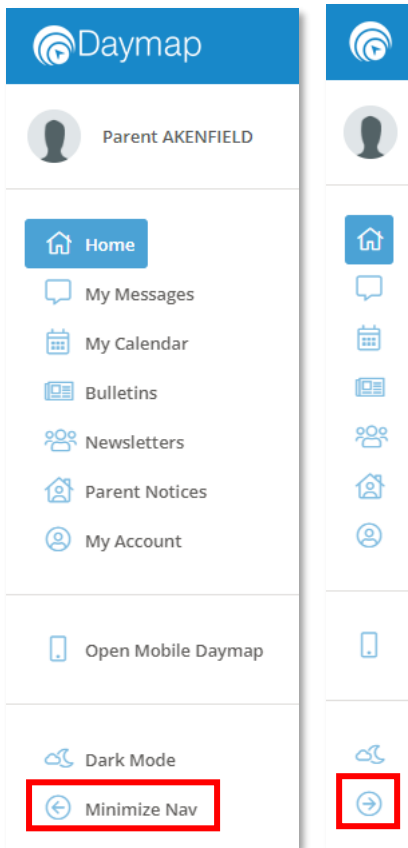 Daymap
Parent AKENFIELD
Home
My Messages
My Calendar
Bulletins
Newsletters
Parent Notices
My Account
Open Mobile Daymap
Dark Mode
Minimize Nav